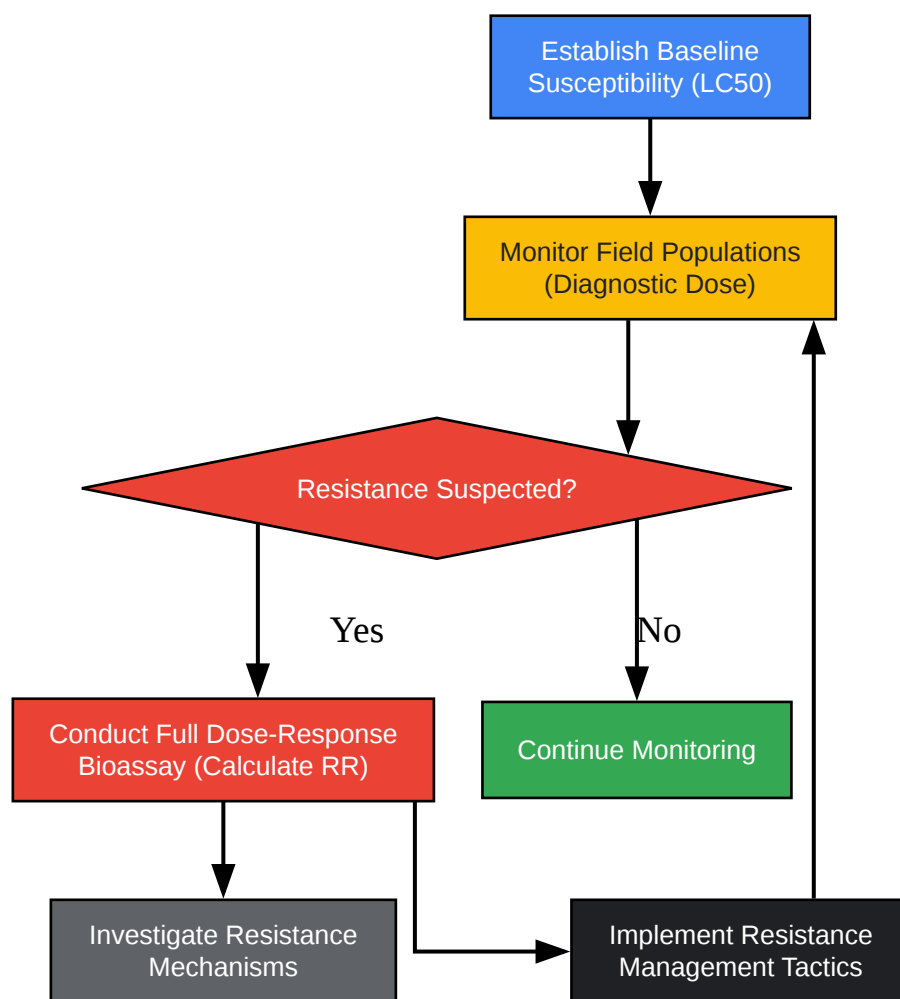 Establish Baseline
Susceptibility (LC50)
Monitor Field Populations
(Diagnostic Dose)
Resistance Suspected?
Yes
No
Conduct Full Dose-Response
Bioassay (Calculate RR)
Continue Monitoring
Investigate Resistance
Mechanisms
Implement Resistance
Management Tactics